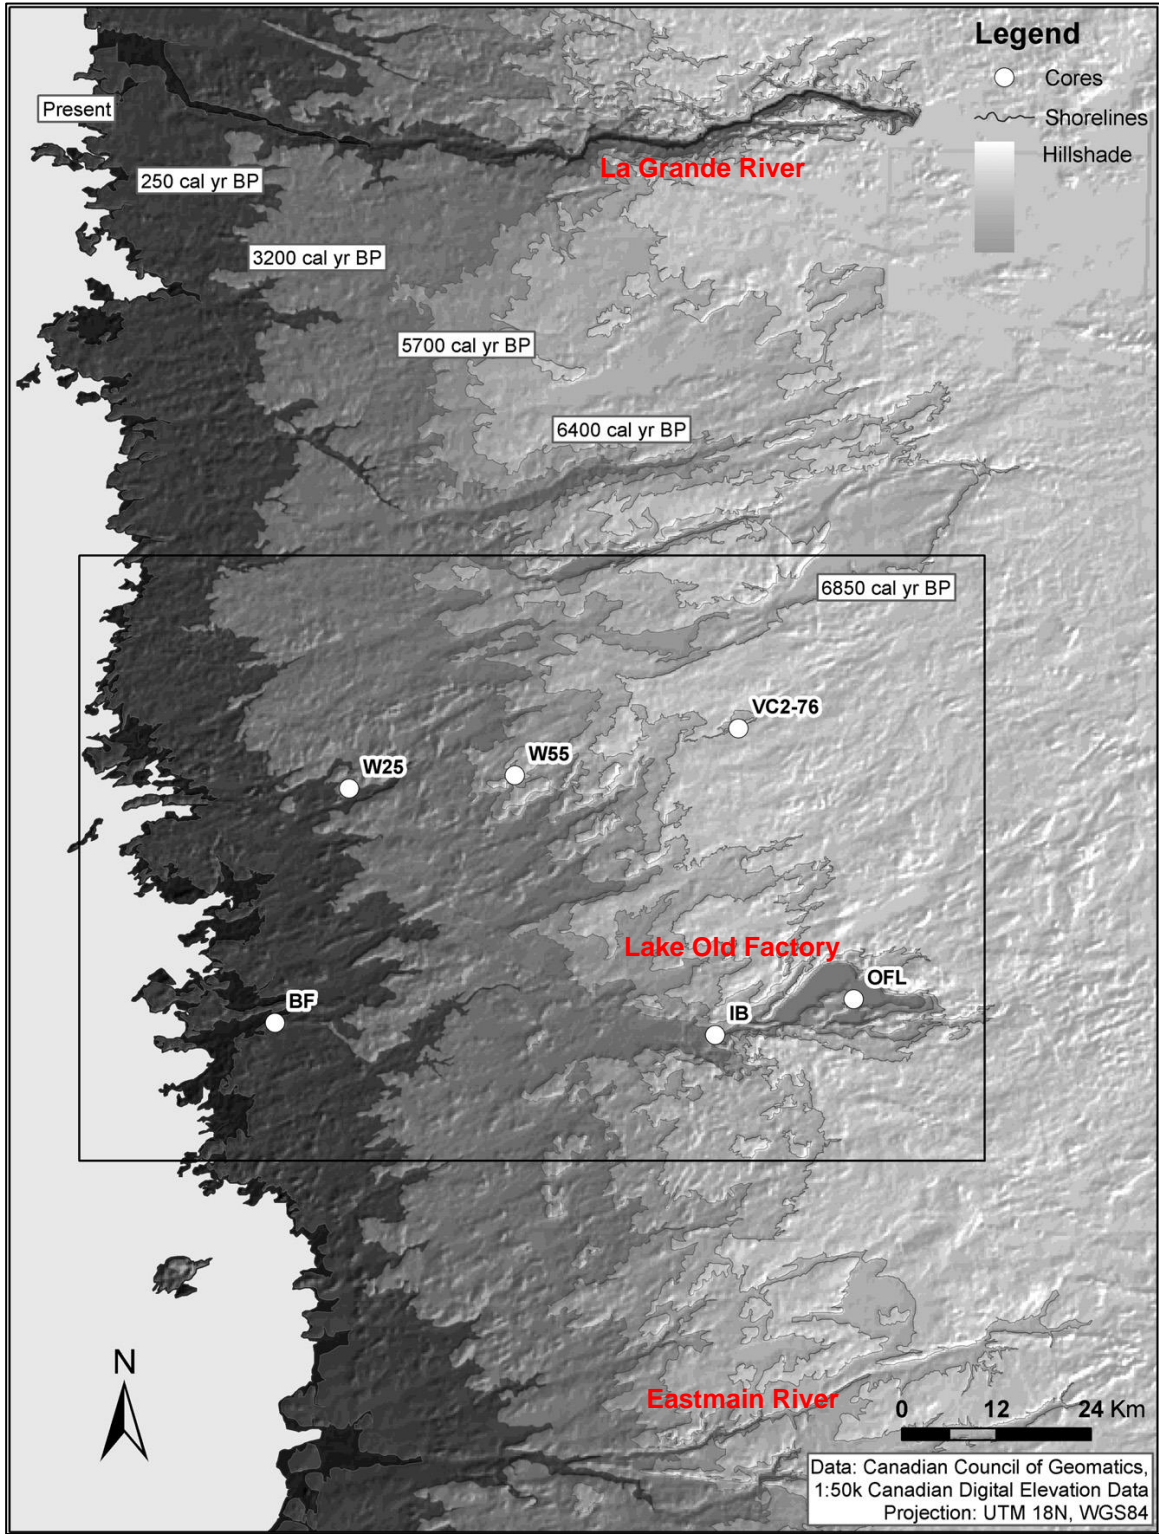 Legend
Cores
Shorelines
Hillshade
Present
La Grande River
250 cal yr BP
3200 cal yr BP
5700 cal yr BP
6400 cal yr BP
6850 cal yr BP
VC2-76
W55
W25
Lake Old Factory
OFL
BF
IB
N
Eastmain River
0 12 24 Km
Data: Canadian Council of Geomatics,
1:50k Canadian Digital Elevation Data
Projection: UTM 18N, WGS84